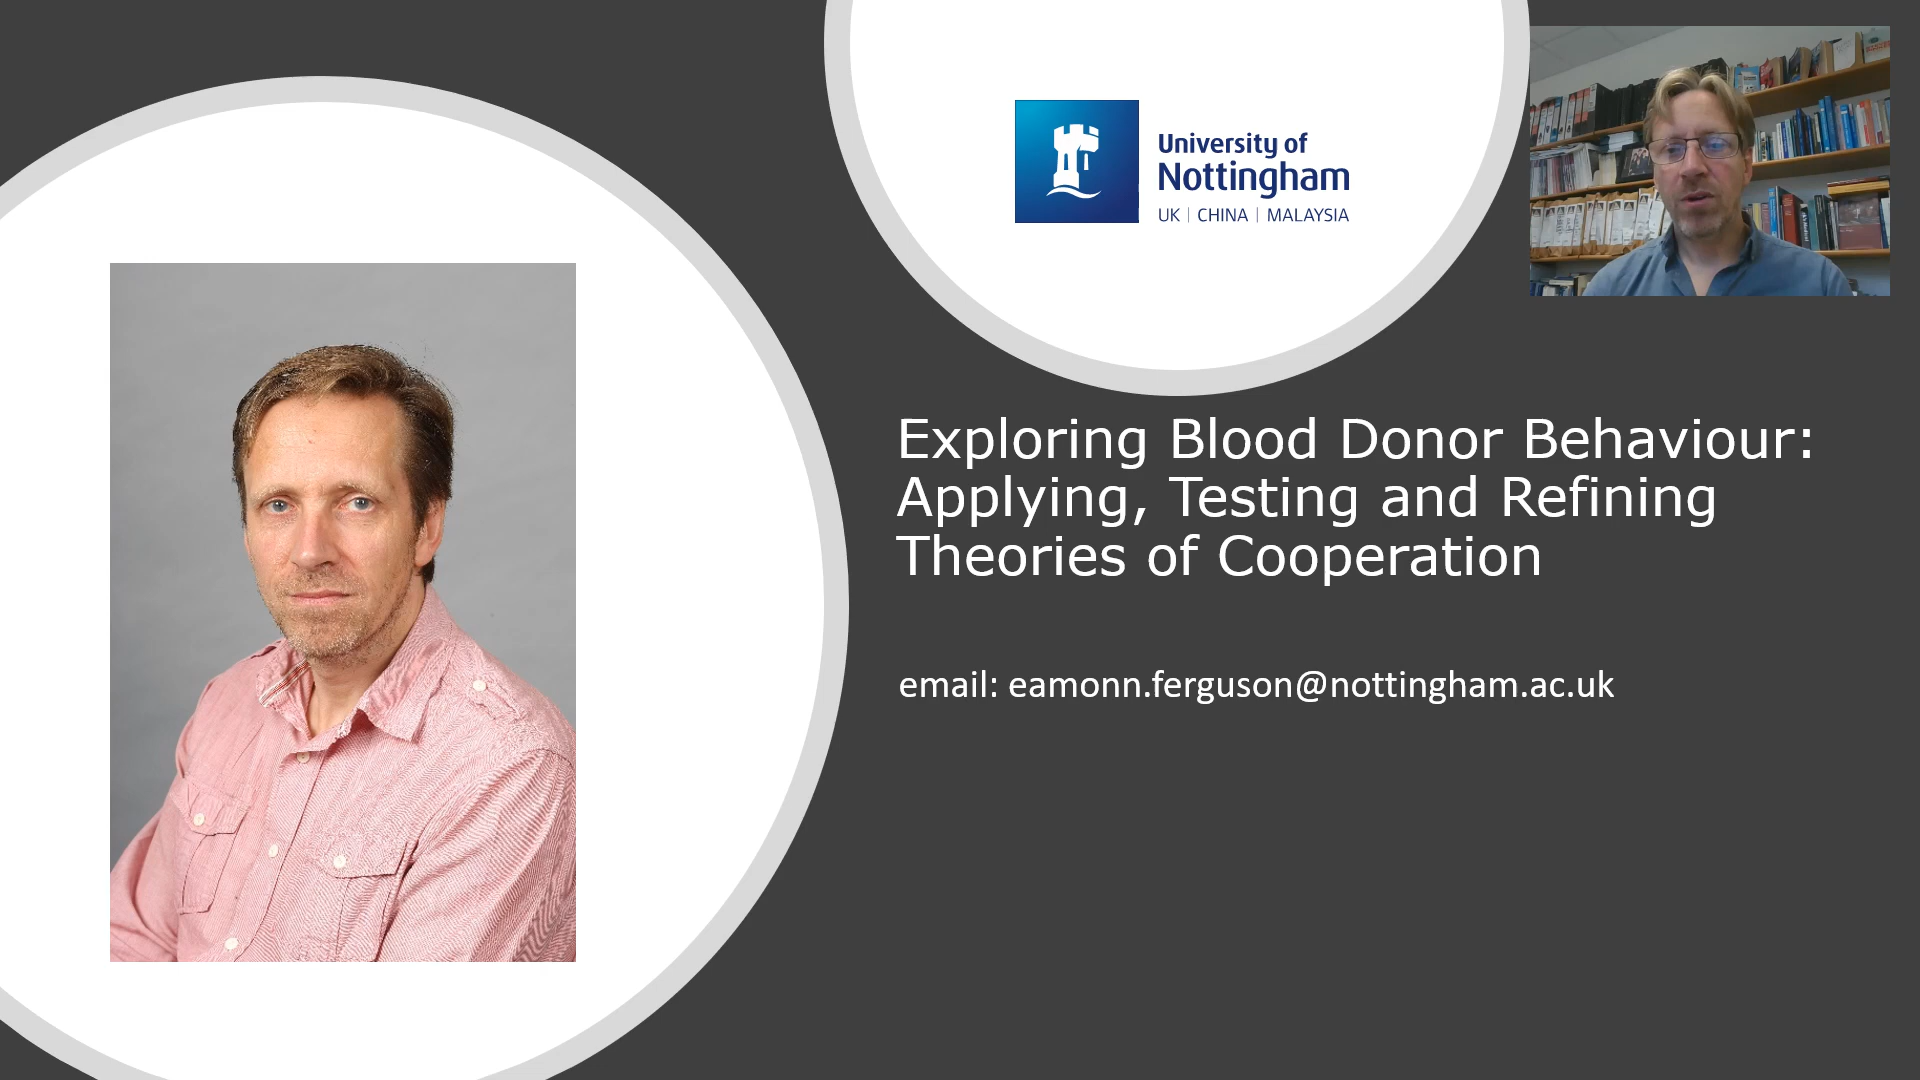 University of
Nottingham
UK | CHINA | MALAYSIA
Exploring Blood Donor Behaviour:
Applying, Testing and Refining
Theories of Cooperation
email: eamonn.ferguson@nottingham.ac.uk